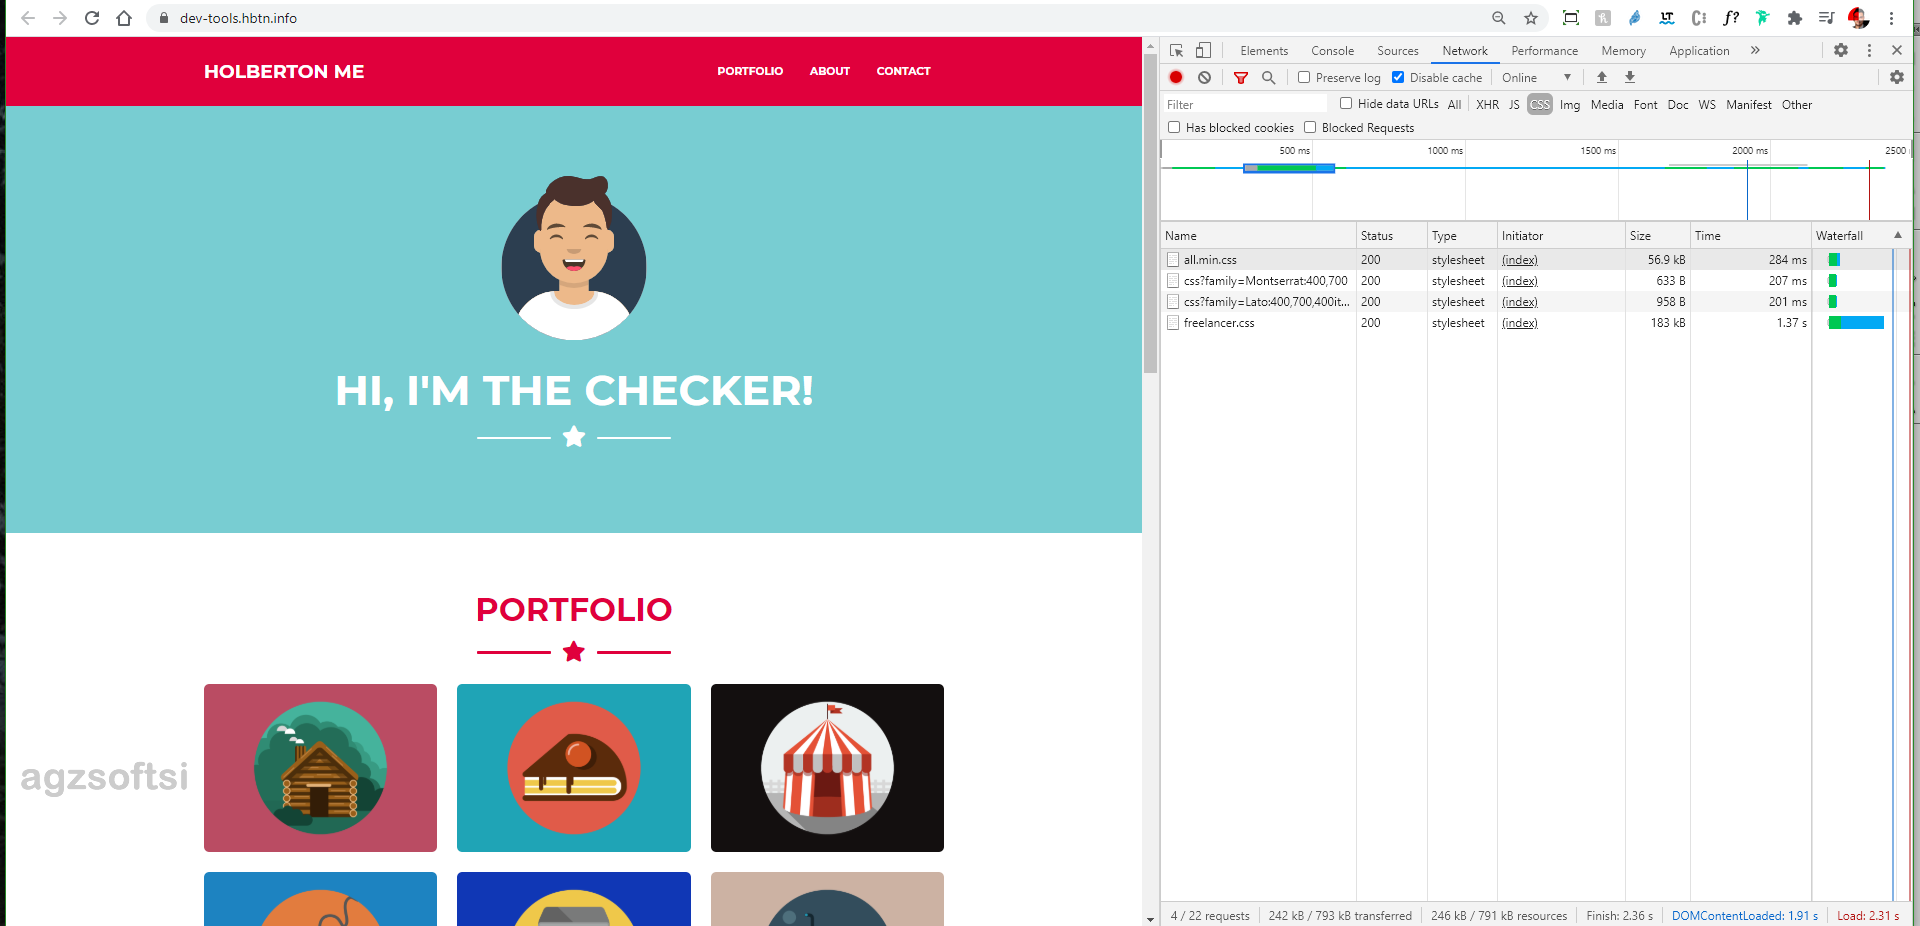 dev-tools.hbtn.info
HOLBERTON ME
PORTFOLIO ABOUT CONTACT
HI, I'M THE CHECKER!
PORTFOLIO
agzsoftsi
Elements Console Sources Network Performance Memory Application »
Preserve log Disable cache Online
Filter Hide data URLs All XHR JS CSS Img Media Font Doc WS Manifest Other
Has blocked cookies Blocked Requests
500 ms 1000 ms 1500 ms 2000 ms 2500
Name Status Type Initiator Size Time Waterfall
all.min.css 200 stylesheet (index) 56.9 kB 284 ms
css?family=Montserrat:400,700 200 stylesheet (index) 633 B 207 ms
css?family=Lato:400,700,400it... 200 stylesheet (index) 958 B 201 ms
freelancer.css 200 stylesheet (index) 183 kB 1.37 s
4 / 22 requests 242 kB / 793 kB transferred 246 kB / 791 kB resources Finish: 2.36 s DOMContentLoaded: 1.91 s Load: 2.31 s